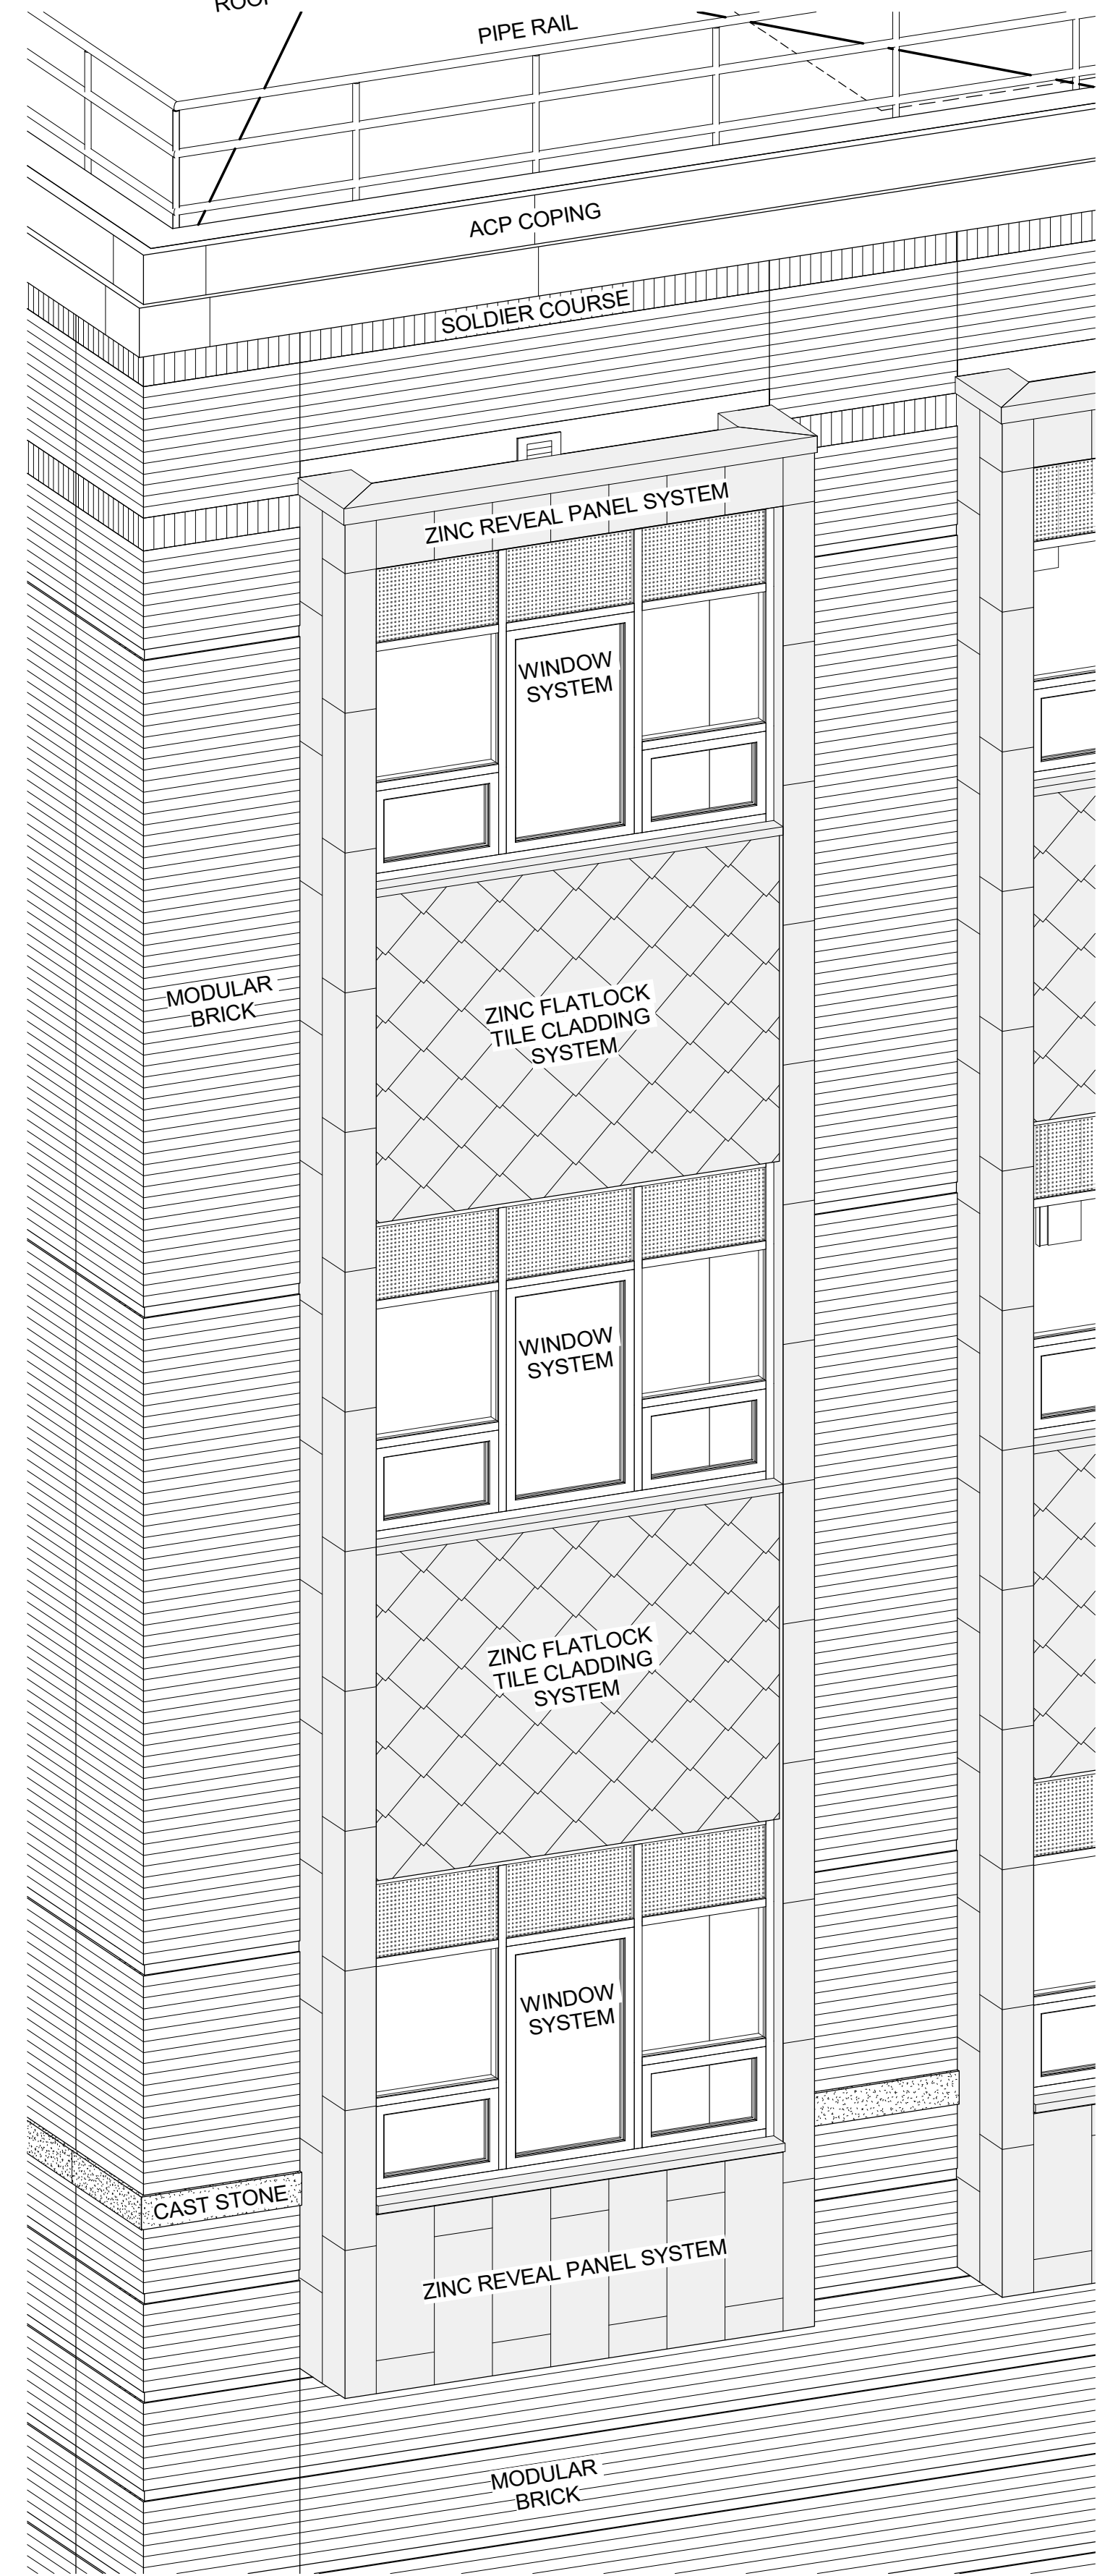 ROOF
PIPE RAIL
ACP COPING
SOLDIER COURSE
ZINC REVEAL PANEL SYSTEM
WINDOW
SYSTEM
MODULAR
BRICK
ZINC FLATLOCK
TILE CLADDING
SYSTEM
WINDOW
SYSTEM
ZINC FLATLOCK
TILE CLADDING
SYSTEM
WINDOW
SYSTEM
CAST STONE
ZINC REVEAL PANEL SYSTEM
MODULAR
BRICK